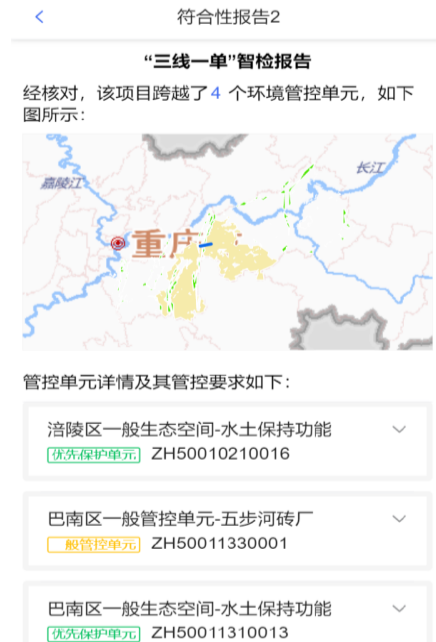 符合性报告2
“三线一单”智检报告
经核对，该项目跨越了4 个环境管控单元，如下
图所示：
嘉陵江
长江
重庆
管控单元详情及其管控要求如下：
涪陵区一般生态空间-水土保持功能
优先保护单元 ZH50010210016
巴南区一般管控单元-五步河砖厂
一般管控单元 ZH50011330001
巴南区一般生态空间-水土保持功能
优先保护单元 ZH50011310013